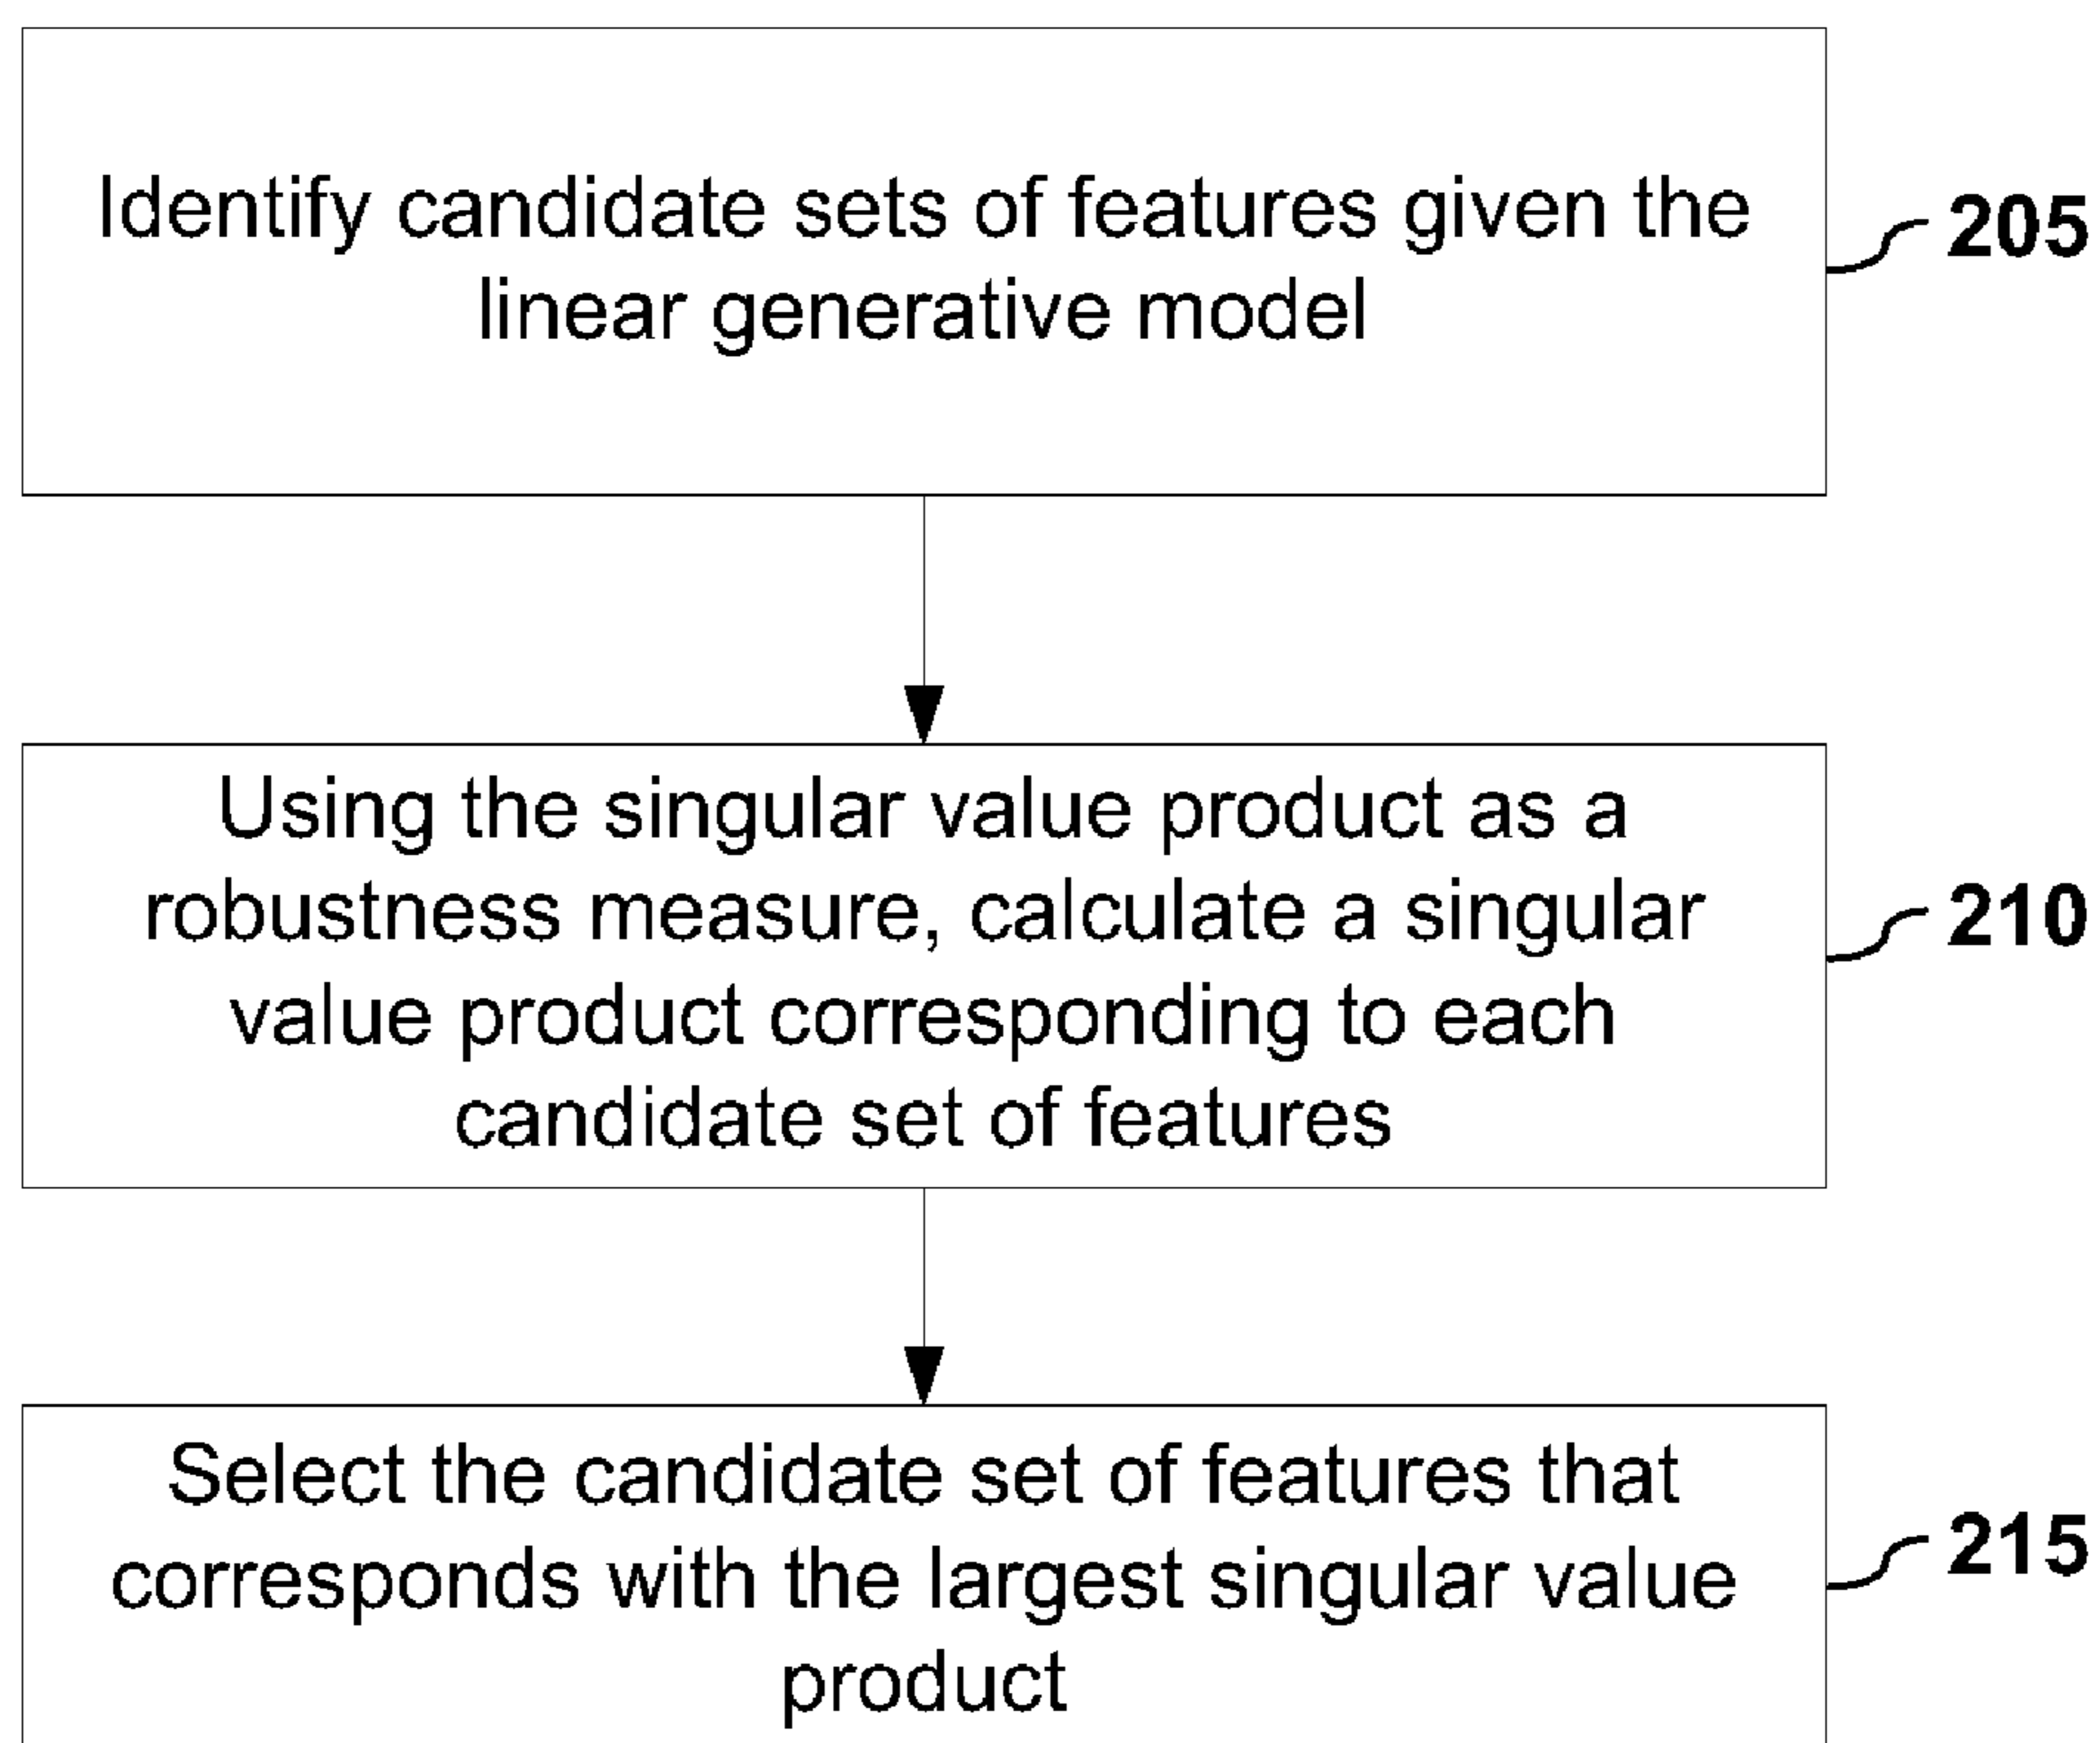 Identify candidate sets of features given the
linear generative model
205
Using the singular value product as a
robustness measure, calculate a singular
value product corresponding to each
candidate set of features
210
Select the candidate set of features that
corresponds with the largest singular value
product
215